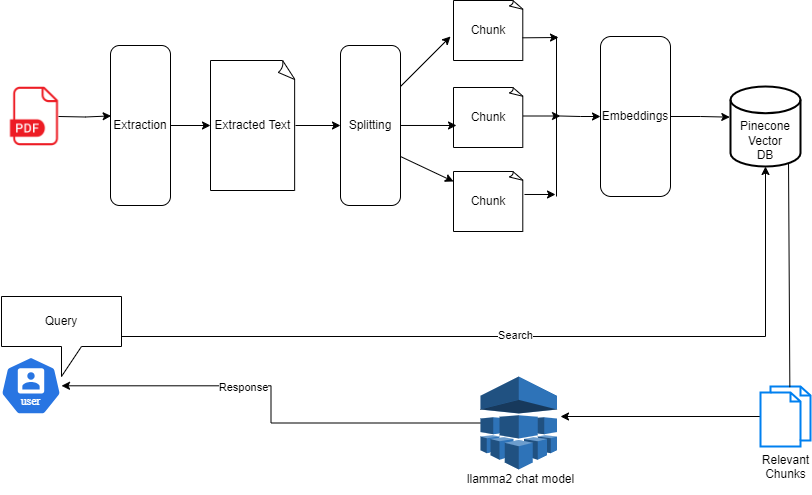 Chunk
PDF
Extraction
Extracted Text
Splitting
Chunk
Embeddings
Pinecone
Vector
DB
Chunk
Query
Search
user
Response
llamma2 chat model
Relevant
Chunks